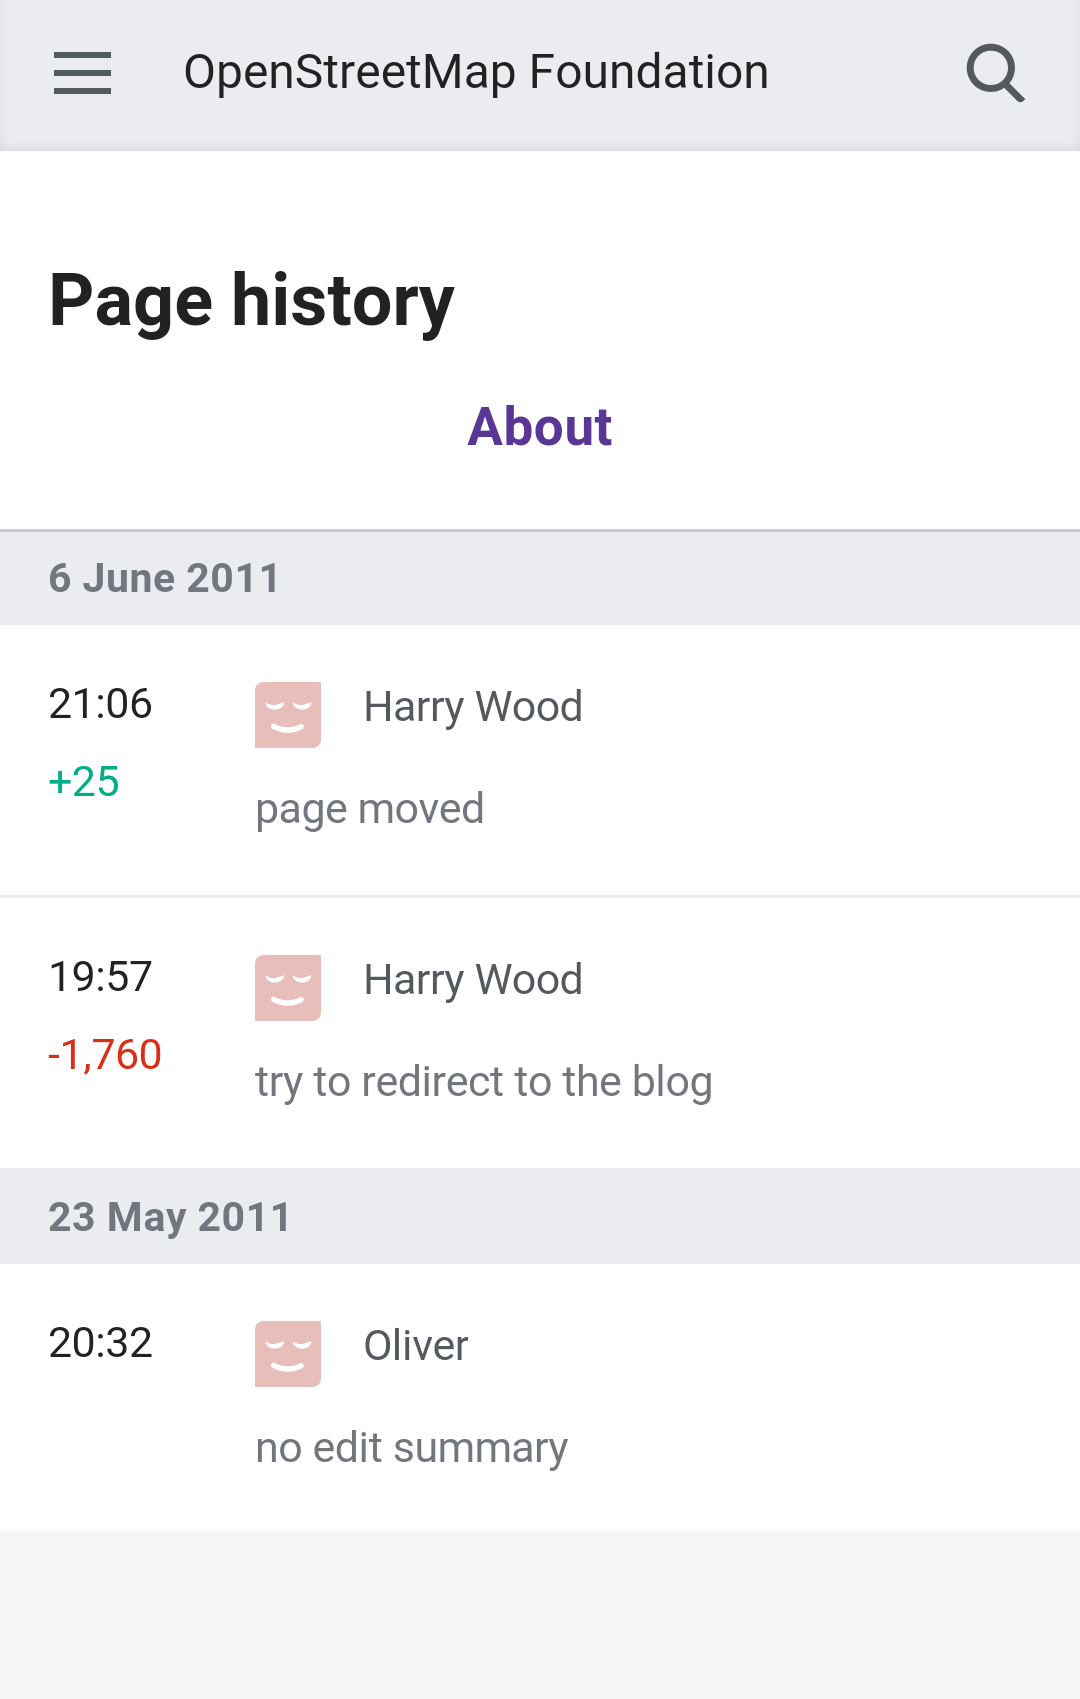 OpenStreetMap Foundation
Page history
About
6 June 2011
21:06
Harry Wood
+25
page moved
19:57
Harry Wood
-1,760
try to redirect to the blog
23 May 2011
20:32
Oliver
no edit summary